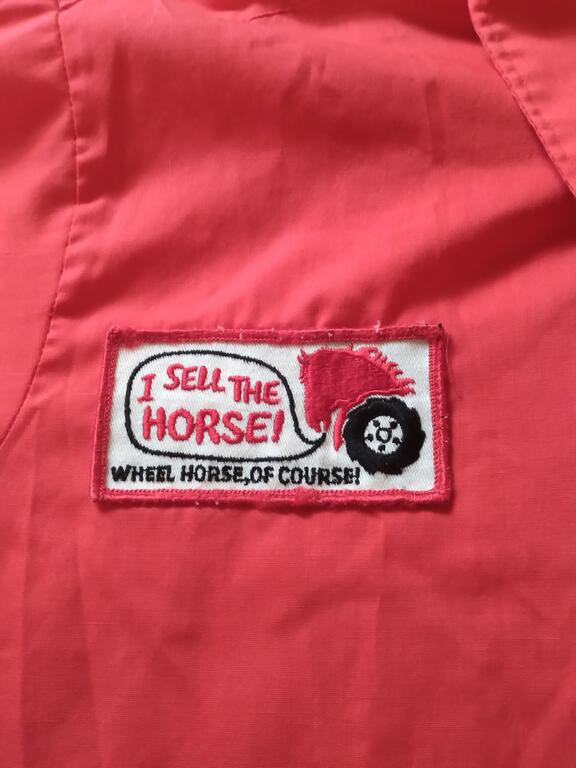 I SELL THE
HORSE!
WHEEL HORSE, OF COURSE!